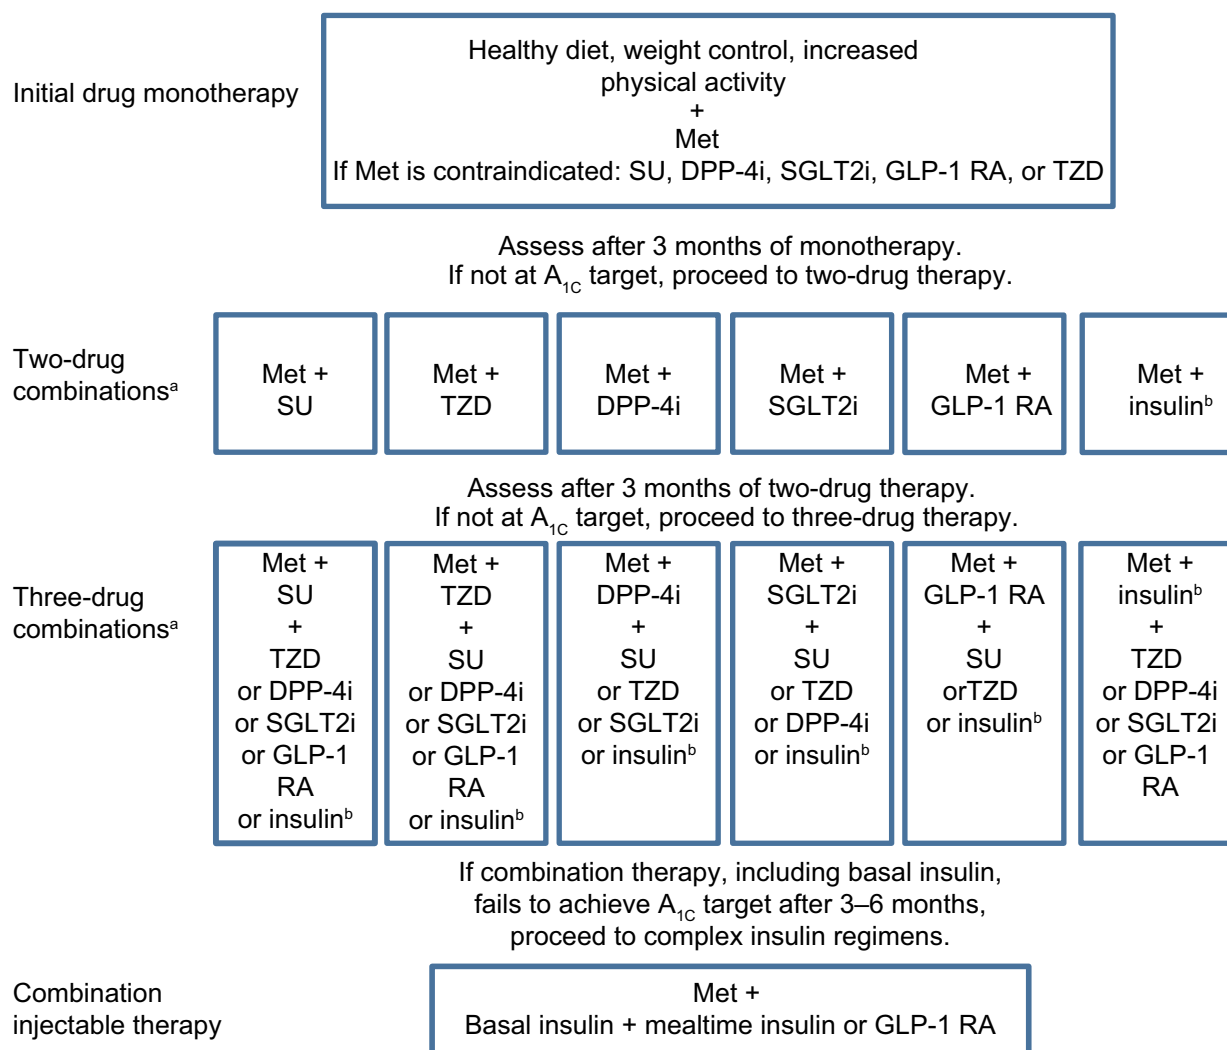 Initial drug monotherapy
Healthy diet, weight control, increased
physical activity
+
Met
If Met is contraindicated: SU, DPP-4i, SGLT2i, GLP-1 RA, or TZD
Assess after 3 months of monotherapy.
If not at A1C target, proceed to two-drug therapy.
Two-drug
combinationsᵃ
Met +
SU
Met +
TZD
Met +
DPP-4i
Met +
SGLT2i
Met +
GLP-1 RA
Met +
insulinᵇ
Assess after 3 months of two-drug therapy.
If not at A1C target, proceed to three-drug therapy.
Three-drug
combinationsᵃ
Met +
SU
+
TZD
or DPP-4i
or SGLT2i
or GLP-1
RA
or insulinᵇ
Met +
TZD
+
SU
or DPP-4i
or SGLT2i
or GLP-1
RA
or insulinᵇ
Met +
DPP-4i
+
SU
or TZD
or SGLT2i
or insulinᵇ
Met +
SGLT2i
+
SU
or TZD
or DPP-4i
or insulinᵇ
Met +
GLP-1 RA
+
SU
orTZD
or insulinᵇ
Met +
insulinᵇ
+
TZD
or DPP-4i
or SGLT2i
or GLP-1
RA
If combination therapy, including basal insulin,
fails to achieve A1C target after 3–6 months,
proceed to complex insulin regimens.
Combination
injectable therapy
Met +
Basal insulin + mealtime insulin or GLP-1 RA